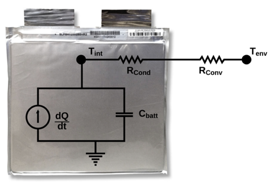 T_int
T_env
R_Cond
R_Conv
dQ
dt
C_batt